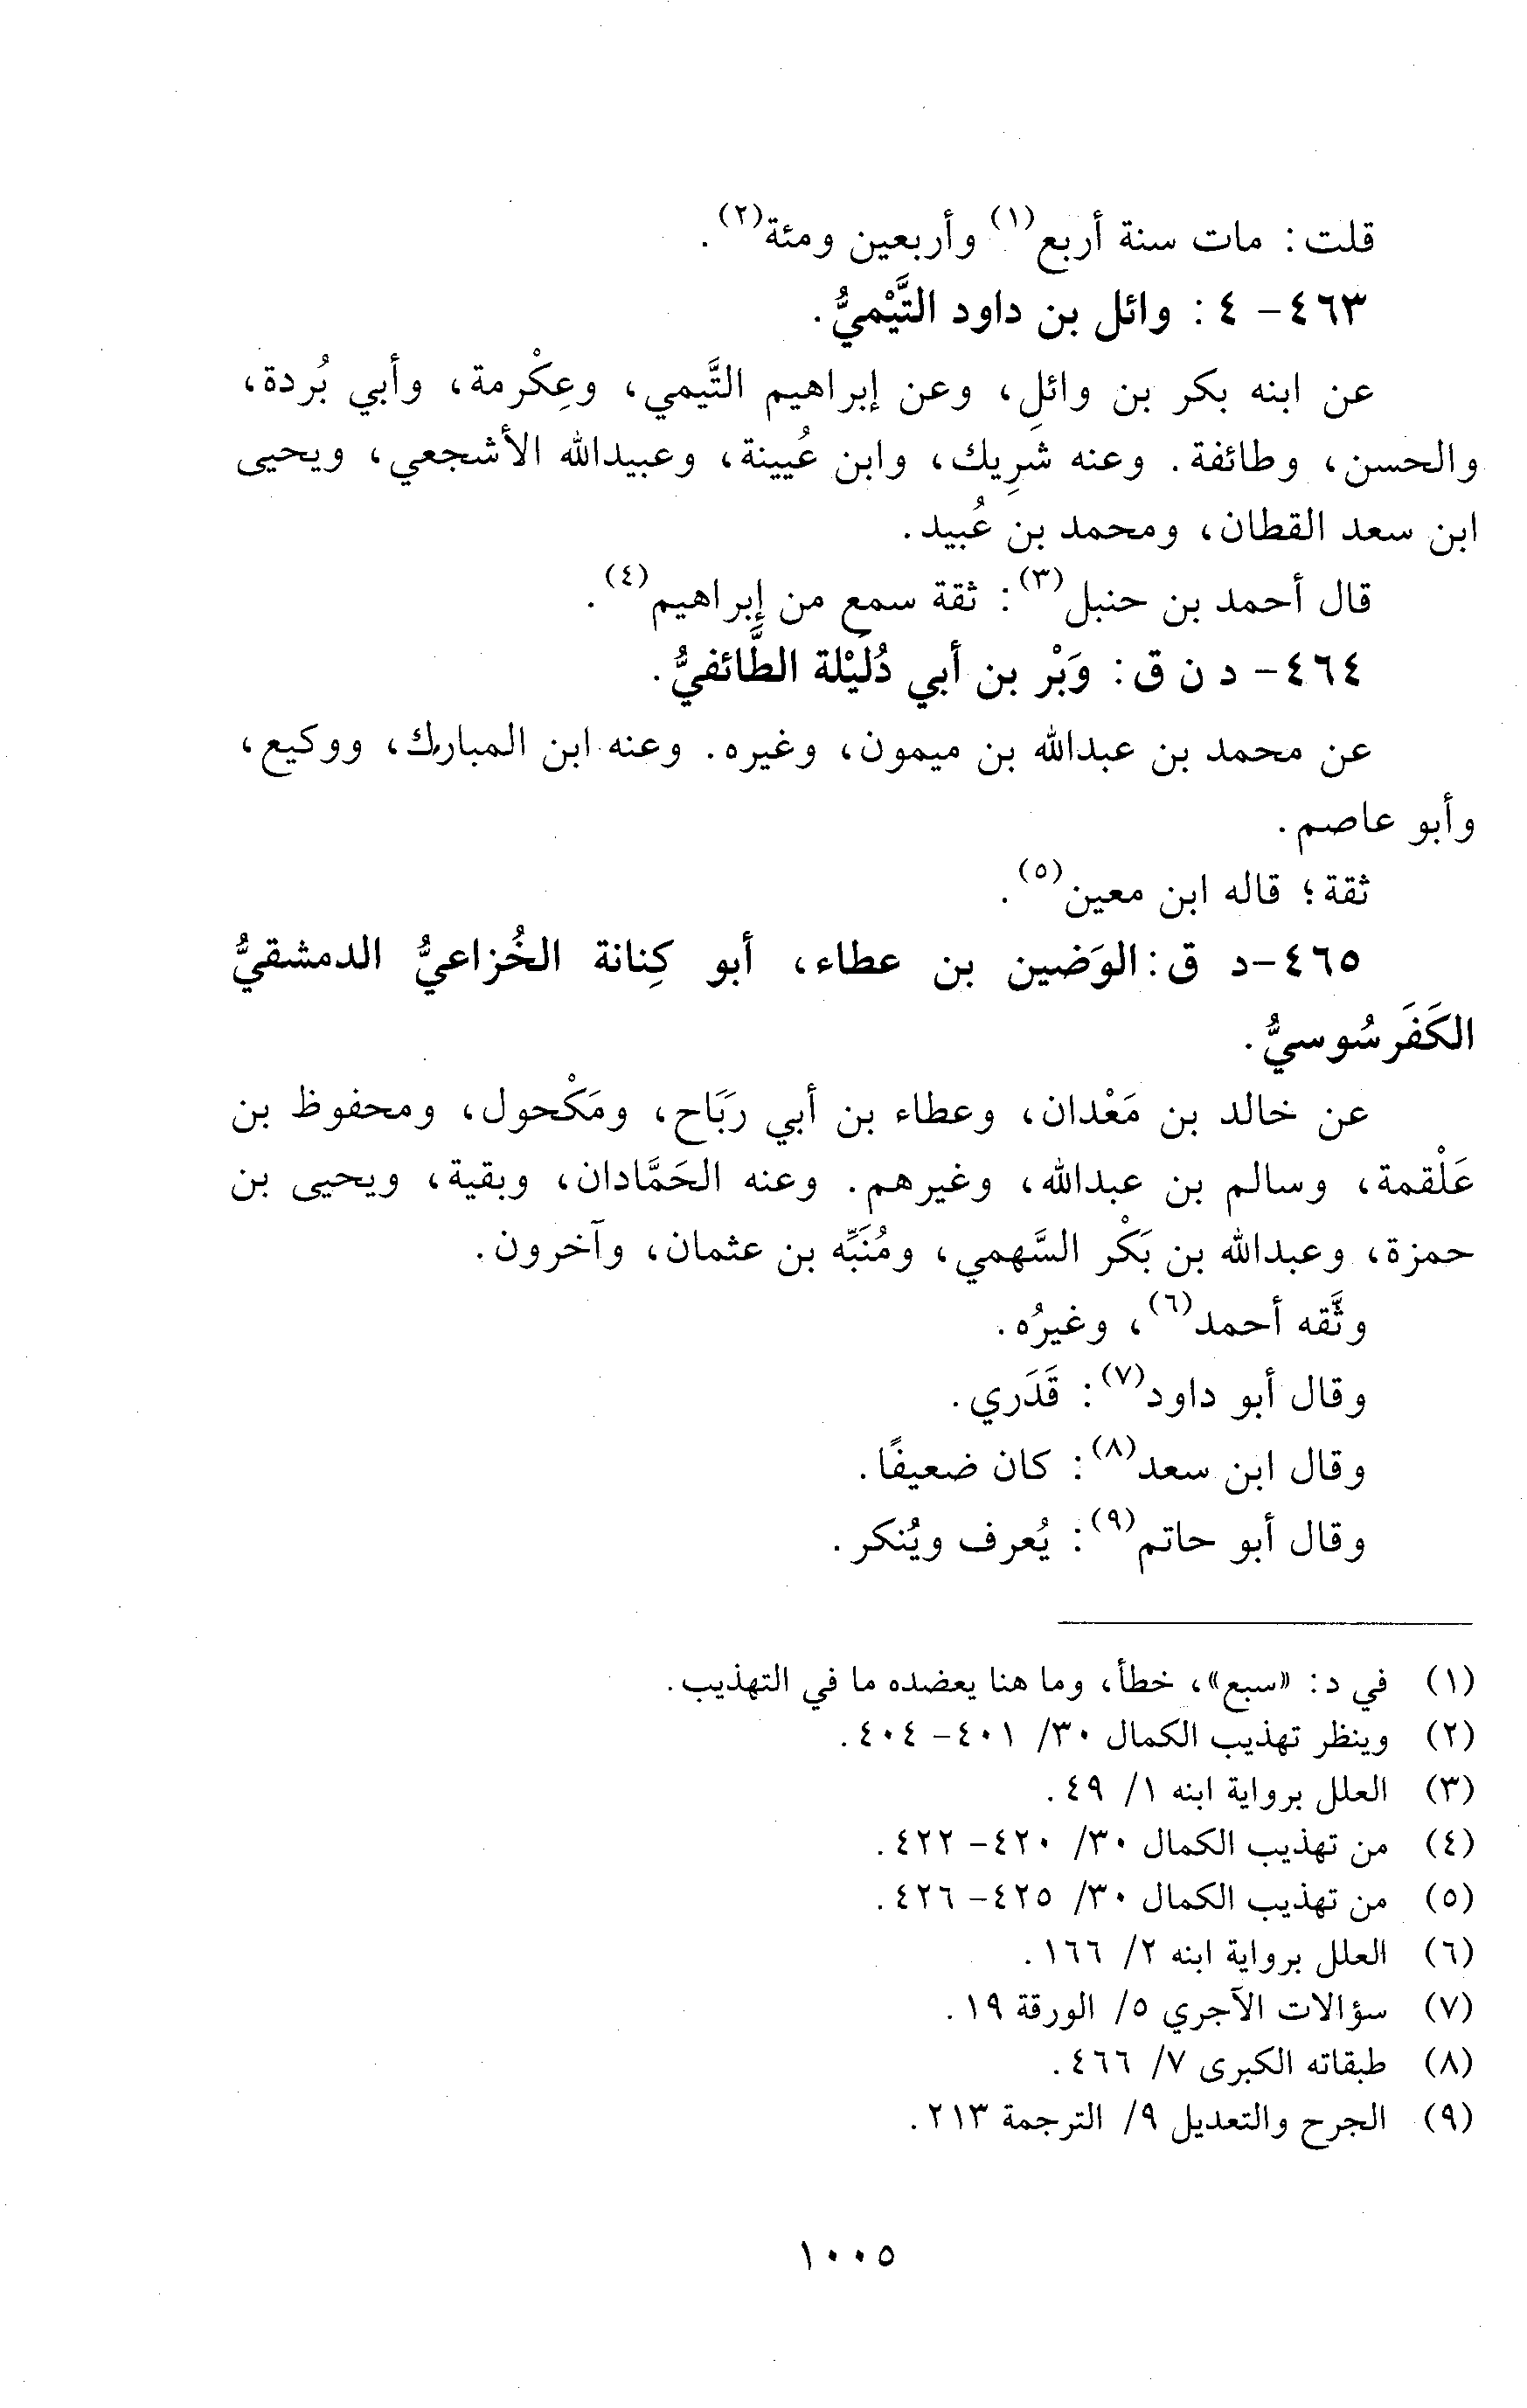 قلت: مات سنة أربع(١) وأربعين ومئة(٢).
٤٦٣- ٤: وائل بن داود التَّيْميُّ.
عن ابنه بكر بن وائلِ، وعن إبراهيم التَّيمي، وعِكْرمة، وأبي بُردة،
والحسن، وطائفة. وعنه شرِيك، وابن عُيينة، وعبيدالله الأشجعي، ويحيى
ابن سعد القطان، ومحمد بن عُبيد.
قال أحمد بن حنبل(٣): ثقة سمع من إبراهيم(٤).
٤٦٤- د ن ق: وَبْر بن أبي دُلَيْلة الطَّائفيُّ.
عن محمد بن عبدالله بن ميمون، وغيره. وعنه ابن المبارك، ووكيع،
وأبو عاصم.
ثقة؛ قاله ابن معين(٥).
٤٦٥-د ق: الوَضين بن عطاء، أبو كِنانة الخُزاعيُّ الدمشقيُّ
الكَفَرسُوسيُّ.
عن خالد بن مَعْدان، وعطاء بن أبي رَبَاح، ومَكْحول، ومحفوظ بن
عَلْقمة، وسالم بن عبدالله، وغيرهم. وعنه الحَمَّادان، وبقية، ويحيى بن
حمزة، وعبدالله بن بَكْر السَّهمي، ومُنَبِّه بن عثمان، وآخرون.
وثَّقه أحمد(٦)، وغيرُه.
وقال أبو داود(٧): قَدَري.
وقال ابن سعد(٨): كان ضعيفًا.
وقال أبو حاتم(٩): يُعرف ويُنكر.
(١) في د: «سبع»، خطأ، وما هنا يعضده ما في التهذيب.
(٢) وينظر تهذيب الكمال ٣٠/ ٤٠١- ٤٠٤.
(٣) العلل برواية ابنه ١/ ٤٩.
(٤) من تهذيب الكمال ٣٠/ ٤٢٠- ٤٢٢.
(٥) من تهذيب الكمال ٣٠/ ٤٢٥- ٤٢٦.
(٦) العلل برواية ابنه ٢/ ١٦٦.
(٧) سؤالات الآجري ٥/ الورقة ١٩.
(٨) طبقاته الكبرى ٧/ ٤٦٦.
(٩) الجرح والتعديل ٩/ الترجمة ٢١٣.
١٠٠٥